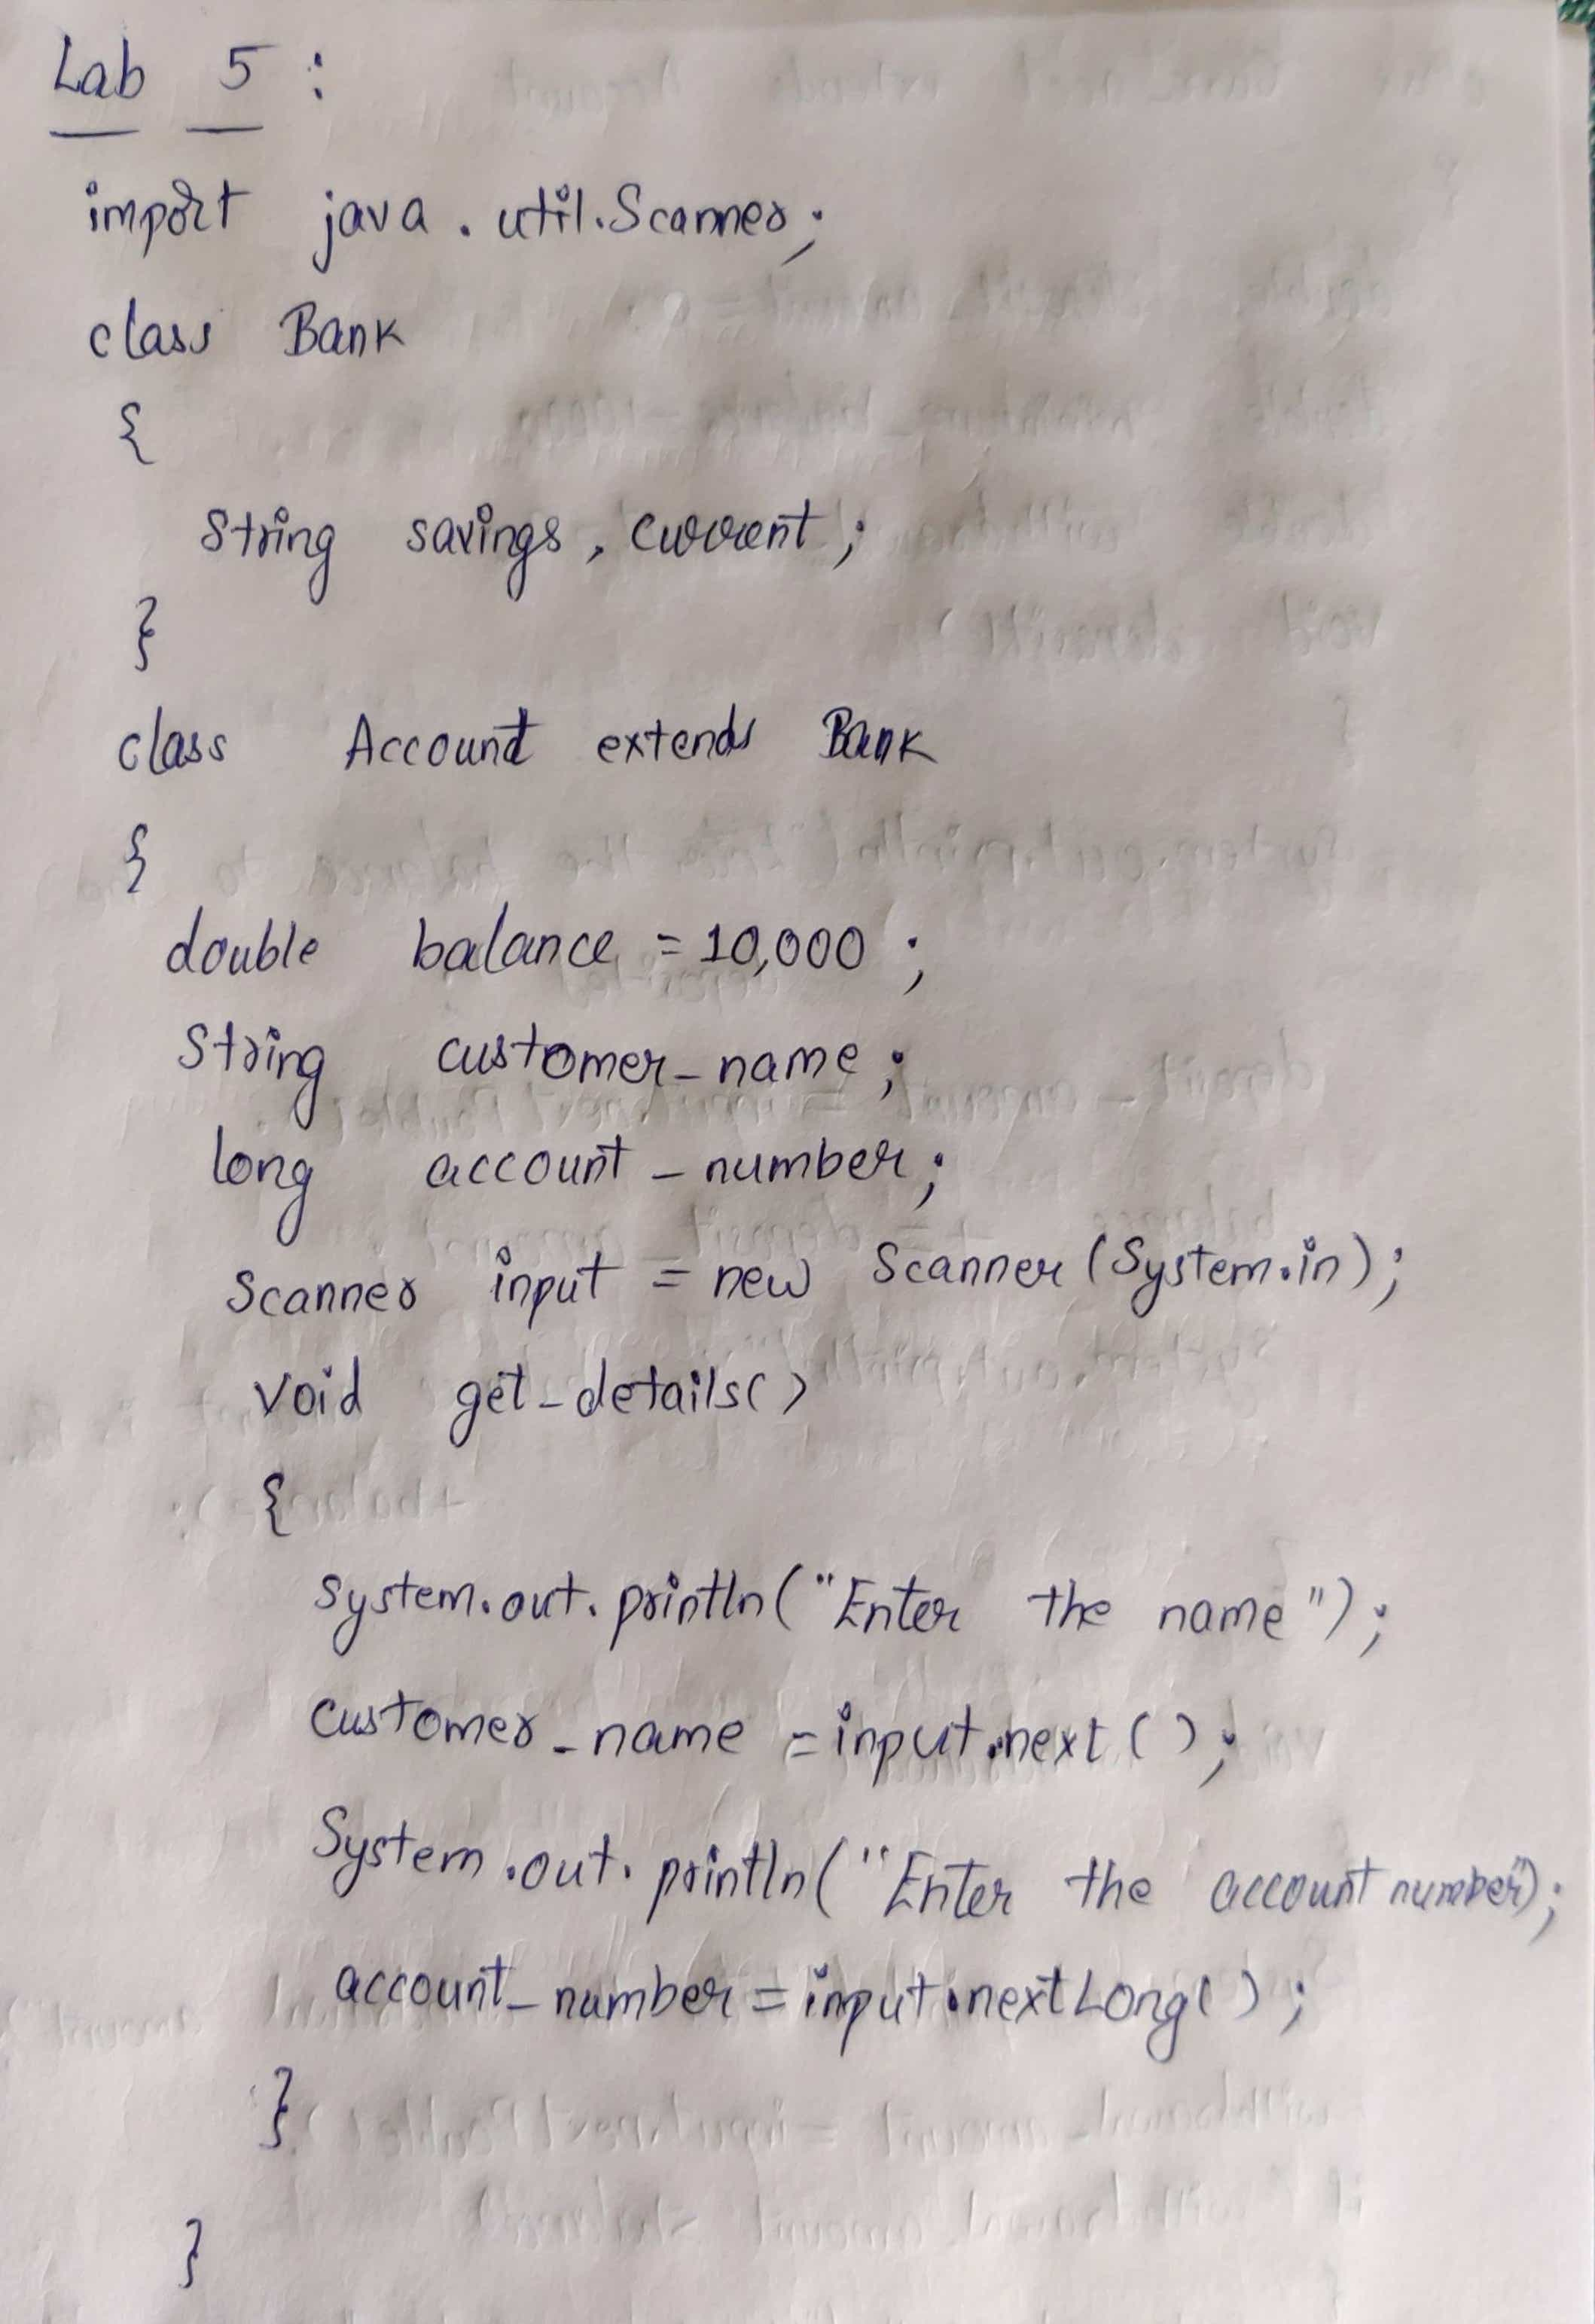 Lab 5 :
import java.util.Scanner;
class Bank
{
String savings, current;
}
class Account extends Bank
{
double balance = 10,000 ;
String customer_name ;
long account_number;
Scanner input = new Scanner (System.in);
void get_details()
{
System.out.println("Enter the name");
customer_name = input.next();
System.out.println("Enter the account number");
account_number = input.nextLong();
}
}